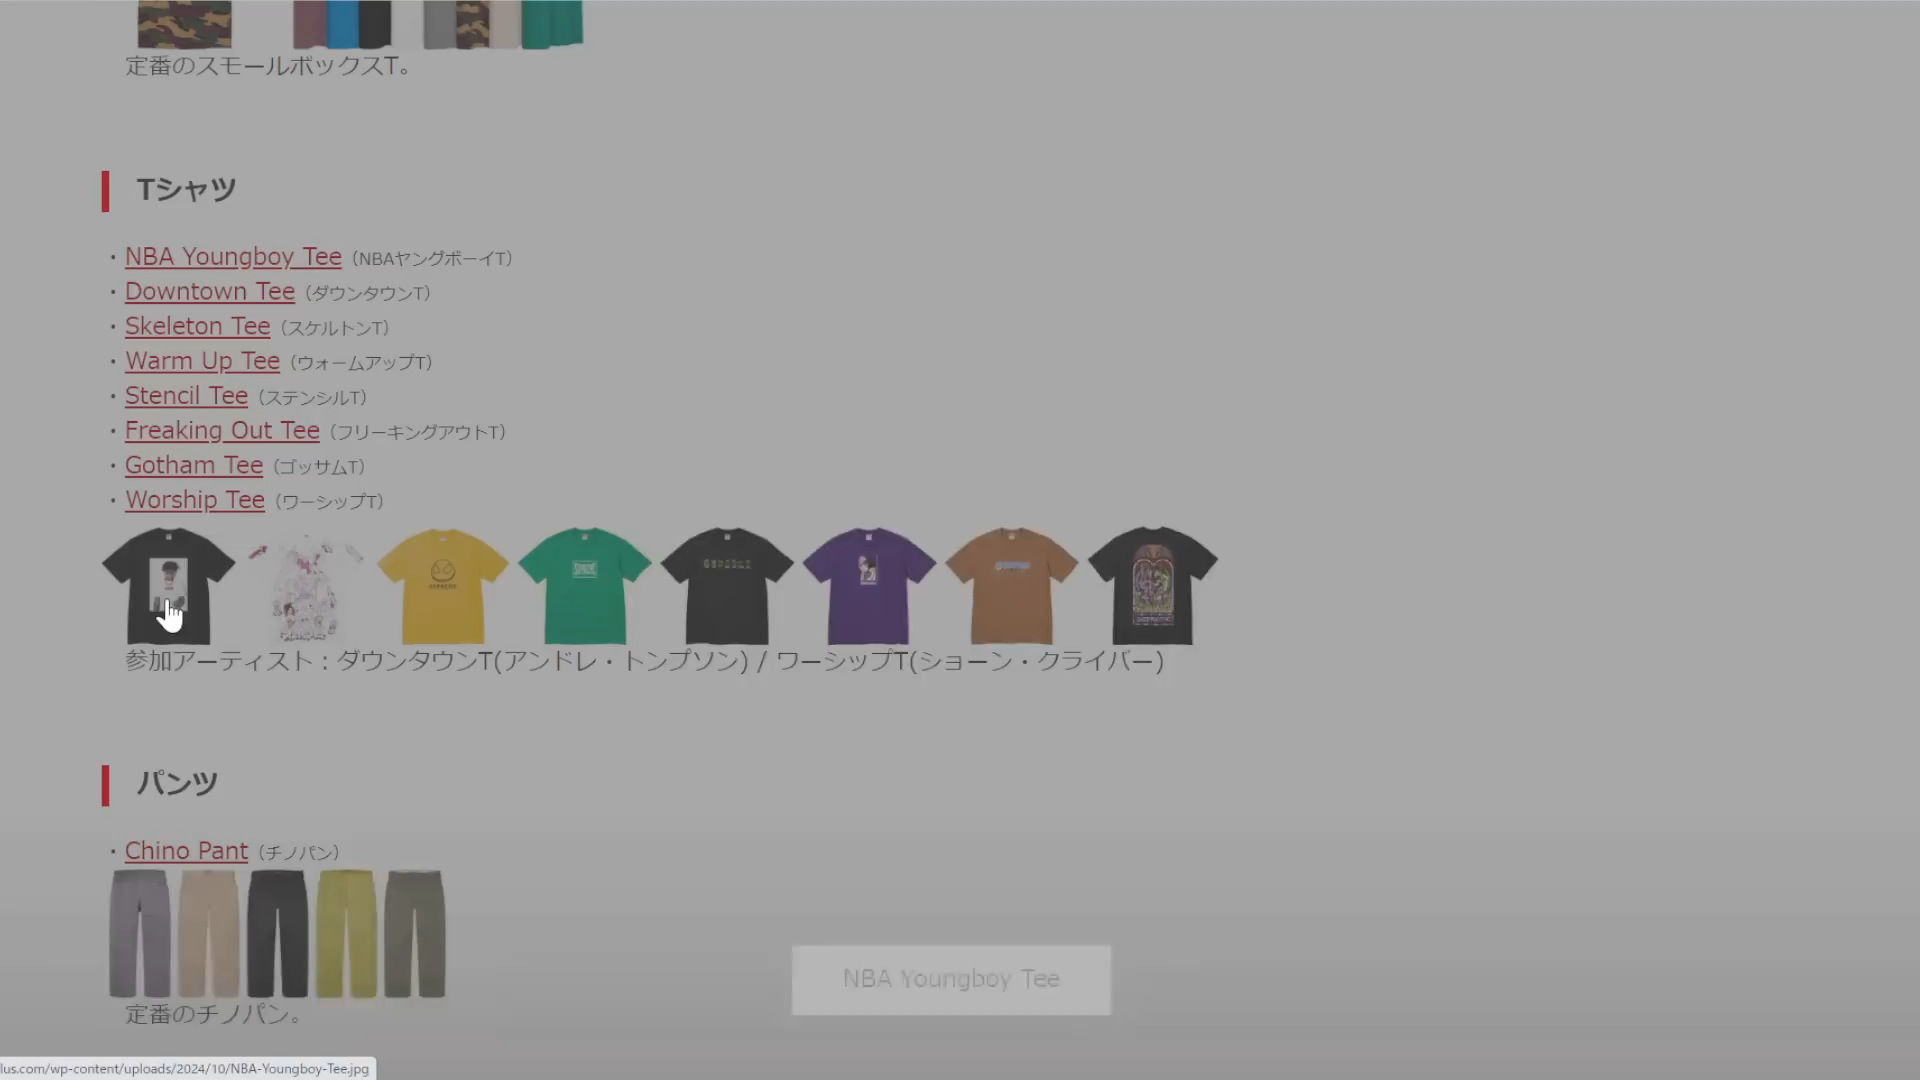 定番のスモールボックスT。
Tシャツ
・NBA Youngboy Tee（NBAヤングボーイT）
・Downtown Tee（ダウンタウンT）
・Skeleton Tee（スケルトンT）
・Warm Up Tee（ウォームアップT）
・Stencil Tee（ステンシルT）
・Freaking Out Tee（フリーキングアウトT）
・Gotham Tee（ゴッサムT）
・Worship Tee（ワーシップT）
参加アーティスト：ダウンタウンT(アンドレ・トンプソン) / ワーシップT(ショーン・クライバー)
パンツ
・Chino Pant（チノパン）
定番のチノパン。
NBA Youngboy Tee
lus.com/wp-content/uploads/2024/10/NBA-Youngboy-Tee.jpg